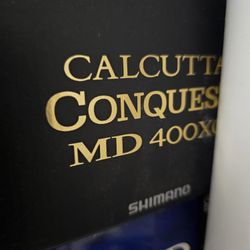 CALCUTTA
CONQUES
MD 400X
SHIMANO